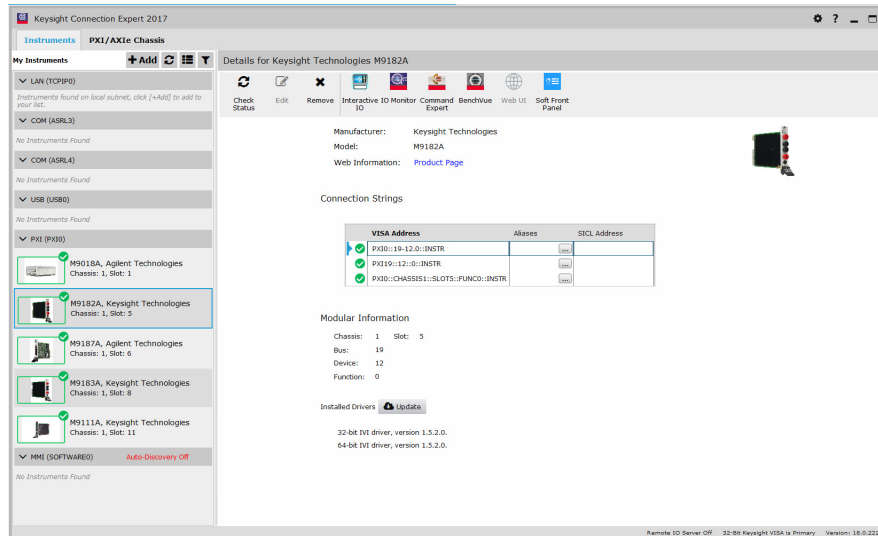 Keysight Connection Expert 2017
Instruments PXI/AXIe Chassis
My Instruments +Add
LAN (TCPIP0)
Instruments found on local subnet, click [+Add] to add to
your list.
COM (ASRL3)
No Instruments Found
COM (ASRL4)
No Instruments Found
USB (USB0)
No Instruments Found
PXI (PXI0)
M9018A, Agilent Technologies
Chassis: 1, Slot: 1
M9182A, Keysight Technologies
Chassis: 1, Slot: 5
M9187A, Agilent Technologies
Chassis: 1, Slot: 6
M9183A, Keysight Technologies
Chassis: 1, Slot: 8
M9111A, Keysight Technologies
Chassis: 1, Slot: 11
MMI (SOFTWARE0) Auto-Discovery Off
No Instruments Found
Details for Keysight Technologies M9182A
Check Status
Edit
Remove
Interactive IO
IO Monitor
Command Expert
BenchVue
Web UI
Soft Front Panel
Manufacturer: Keysight Technologies
Model: M9182A
Web Information: Product Page
Connection Strings
VISA Address Aliases SICL Address
PXI0::19-12.0::INSTR ...
PXI19::12::0::INSTR ...
PXI0::CHASSIS1::SLOT5::FUNC0::INSTR ...
Modular Information
Chassis: 1 Slot: 5
Bus: 19
Device: 12
Function: 0
Installed Drivers Update
32-bit IVI driver, version 1.5.2.0.
64-bit IVI driver, version 1.5.2.0.
Remote IO Server Off 32-Bit Keysight VISA is Primary Version: 18.0.222